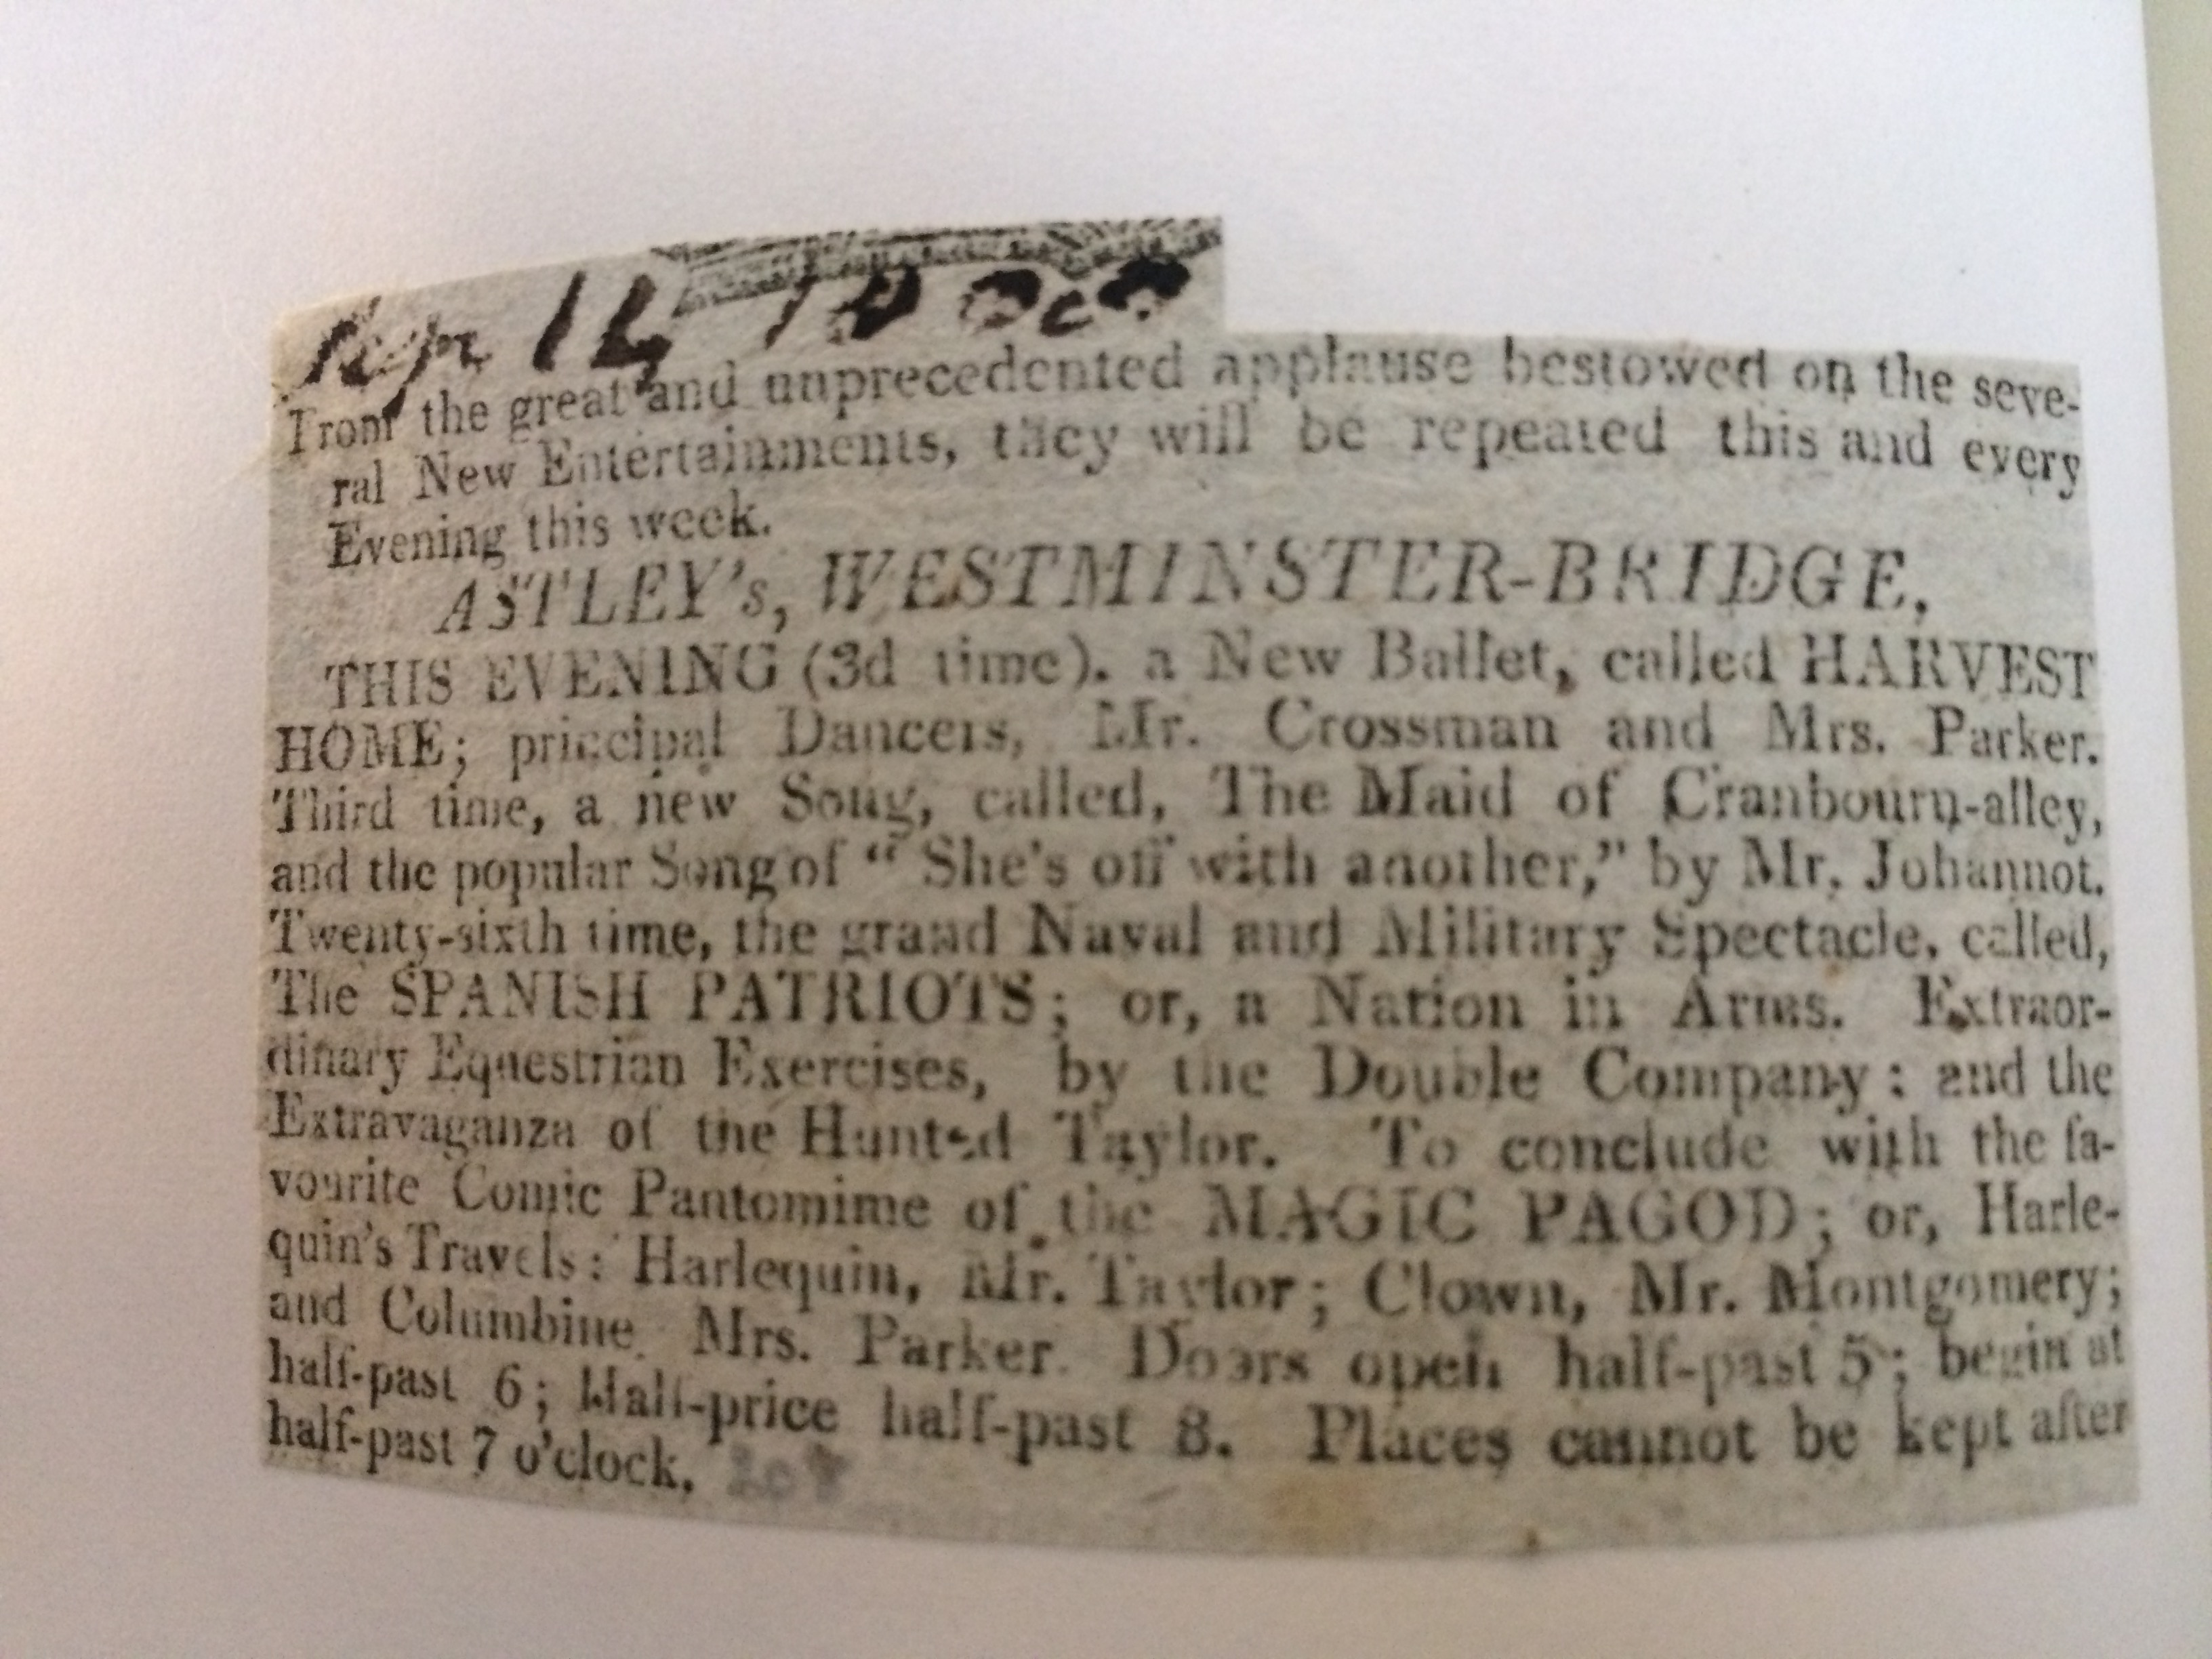 Sep 14 1808
From the great and unprecedented applause bestowed on the seve-
ral New Entertainments, they will be repeated this and every
Evening this week.
ASTLEY's, WESTMINSTER-BRIDGE,
THIS EVENING (3d time). a New Ballet, called HARVEST
HOME; principal Dancers, Mr. Crossman and Mrs. Parker.
Third time, a new Song, called, The Maid of Cranbourn-alley,
and the popular Song of “ She's off with another,” by Mr. Johannot.
Twenty-sixth time, the grand Naval and Military Spectacle, called,
The SPANISH PATRIOTS; or, a Nation in Arms. Extraor-
dinary Equestrian Exercises, by the Double Company: and the
Extravaganza of the Hunted Taylor. To conclude with the fa-
vourite Comic Pantomime of the MAGIC PAGOD; or, Harle-
quin's Travels: Harlequin, Mr. Taylor; Clown, Mr. Montgomery;
and Columbine, Mrs. Parker. Doors open half-past 5; begin at
half-past 6; Half-price half-past 8. Places cannot be kept after
half-past 7 o'clock.